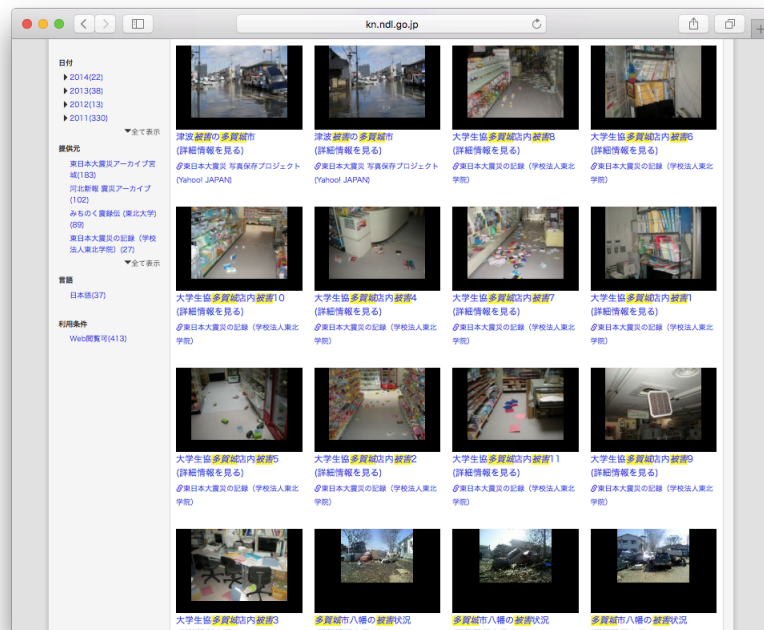 kn.ndl.go.jp
日付
2014(22)
2013(38)
2012(13)
2011(330)
▼全て表示
提供元
東日本大震災アーカイブ宮
城(183)
河北新報 震災アーカイブ
(102)
みちのく震録伝 (東北大学)
(89)
東日本大震災の記録（学校
法人東北学院）(27)
▼全て表示
言語
日本語(37)
利用条件
Web閲覧可(413)
津波被害の多賀城市
(詳細情報を見る)
東日本大震災 写真保存プロジェクト
(Yahoo! JAPAN)
津波被害の多賀城市
(詳細情報を見る)
東日本大震災 写真保存プロジェクト
(Yahoo! JAPAN)
大学生協多賀城店内被害8
(詳細情報を見る)
東日本大震災の記録（学校法人東北
学院）
大学生協多賀城店内被害6
(詳細情報を見る)
東日本大震災の記録（学校法人東北
学院）
大学生協多賀城店内被害10
(詳細情報を見る)
東日本大震災の記録（学校法人東北
学院）
大学生協多賀城店内被害4
(詳細情報を見る)
東日本大震災の記録（学校法人東北
学院）
大学生協多賀城店内被害7
(詳細情報を見る)
東日本大震災の記録（学校法人東北
学院）
大学生協多賀城店内被害1
(詳細情報を見る)
東日本大震災の記録（学校法人東北
学院）
大学生協多賀城店内被害5
(詳細情報を見る)
東日本大震災の記録（学校法人東北
学院）
大学生協多賀城店内被害2
(詳細情報を見る)
東日本大震災の記録（学校法人東北
学院）
大学生協多賀城店内被害11
(詳細情報を見る)
東日本大震災の記録（学校法人東北
学院）
大学生協多賀城店内被害9
(詳細情報を見る)
東日本大震災の記録（学校法人東北
学院）
大学生協多賀城店内被害3
多賀城市八幡の被害状況
多賀城市八幡の被害状況
多賀城市八幡の被害状況